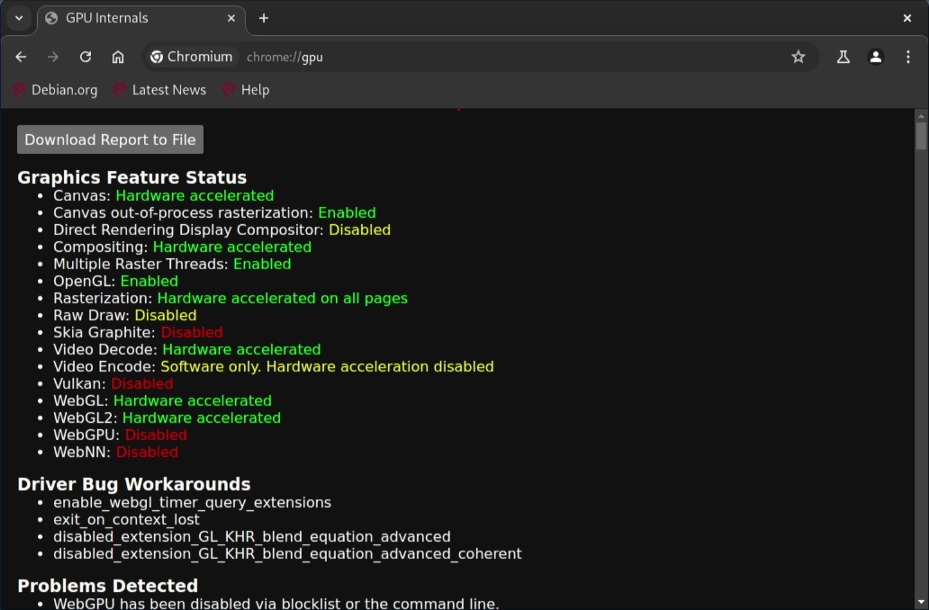 GPU Internals
Chromium chrome://gpu
Debian.org Latest News Help
Download Report to File
Graphics Feature Status
Canvas: Hardware accelerated
Canvas out-of-process rasterization: Enabled
Direct Rendering Display Compositor: Disabled
Compositing: Hardware accelerated
Multiple Raster Threads: Enabled
OpenGL: Enabled
Rasterization: Hardware accelerated on all pages
Raw Draw: Disabled
Skia Graphite: Disabled
Video Decode: Hardware accelerated
Video Encode: Software only. Hardware acceleration disabled
Vulkan: Disabled
WebGL: Hardware accelerated
WebGL2: Hardware accelerated
WebGPU: Disabled
WebNN: Disabled
Driver Bug Workarounds
enable_webgl_timer_query_extensions
exit_on_context_lost
disabled_extension_GL_KHR_blend_equation_advanced
disabled_extension_GL_KHR_blend_equation_advanced_coherent
Problems Detected
WebGPU has been disabled via blocklist or the command line.